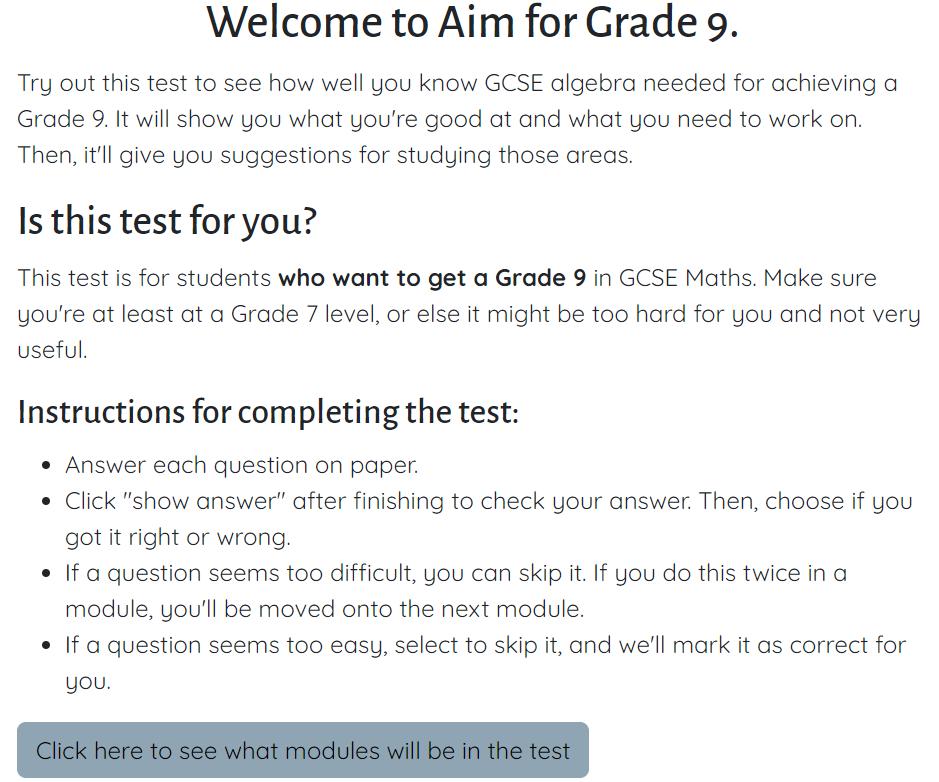 Welcome to Aim for Grade 9.
Try out this test to see how well you know GCSE algebra needed for achieving a
Grade 9. It will show you what you're good at and what you need to work on.
Then, it'll give you suggestions for studying those areas.
Is this test for you?
This test is for students who want to get a Grade 9 in GCSE Maths. Make sure
you're at least at a Grade 7 level, or else it might be too hard for you and not very
useful.
Instructions for completing the test:
• Answer each question on paper.
• Click "show answer" after finishing to check your answer. Then, choose if you
got it right or wrong.
• If a question seems too difficult, you can skip it. If you do this twice in a
module, you'll be moved onto the next module.
• If a question seems too easy, select to skip it, and we'll mark it as correct for
you.
Click here to see what modules will be in the test